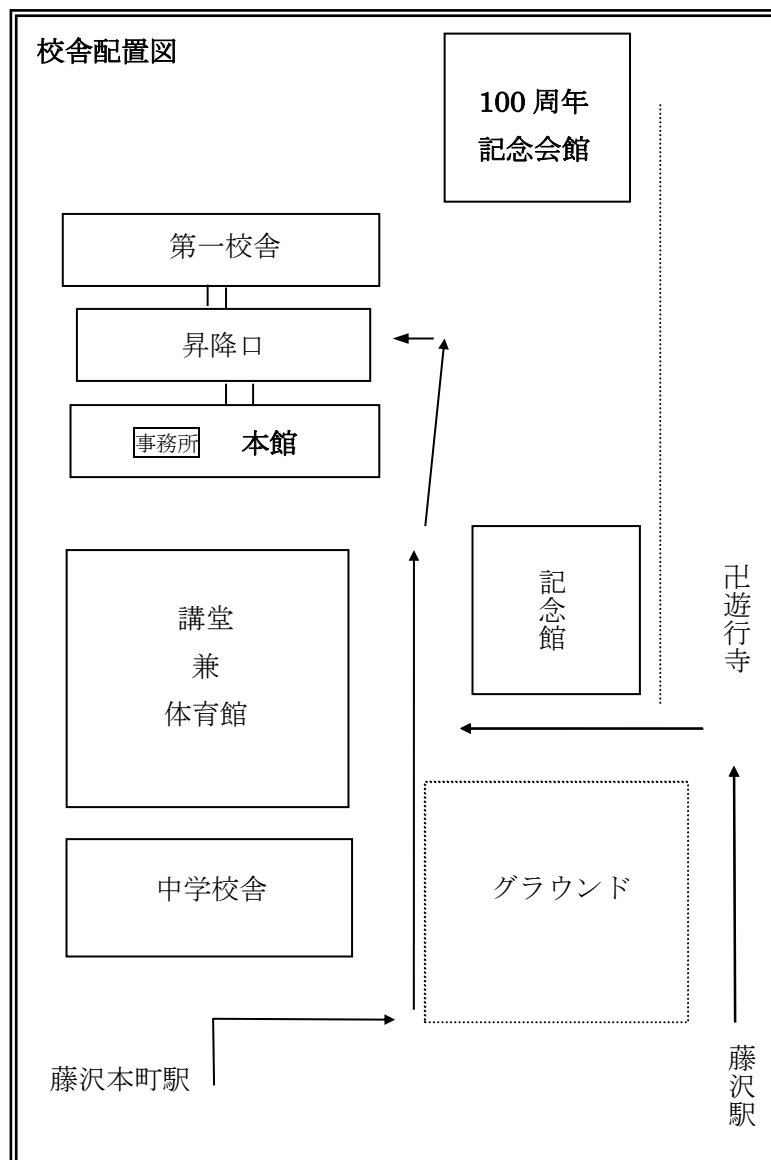 校舎配置図
100周年
記念会館
第一校舎
昇降口
事務所
本館
記念館
卍遊行寺
講堂
兼
体育館
中学校舎
グラウンド
藤沢本町駅
藤沢駅